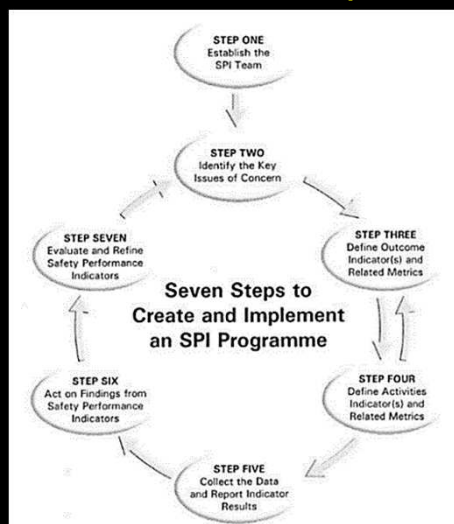 STEP ONE
Establish the
SPI Team
STEP TWO
Identify the Key
Issues of Concern
STEP THREE
Define Outcome
Indicator(s) and
Related Metrics
STEP FOUR
Define Activities
Indicator(s) and
Related Metrics
STEP FIVE
Collect the Data
and Report Indicator
Results
STEP SIX
Act on Findings from
Safety Performance
Indicators
STEP SEVEN
Evaluate and Refine
Safety Performance
Indicators
Seven Steps to
Create and Implement
an SPI Programme